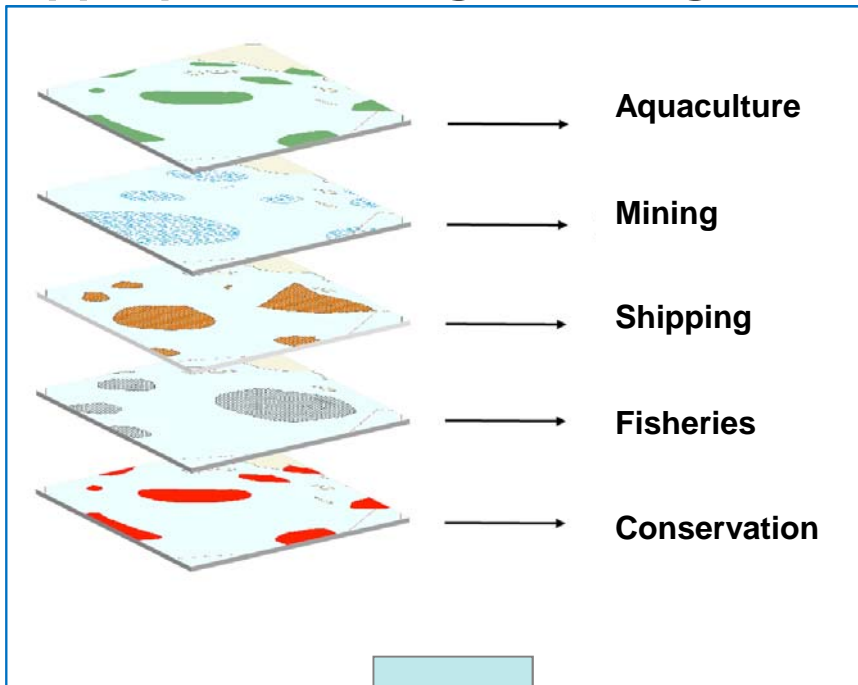 Aquaculture
Mining
Shipping
Fisheries
Conservation